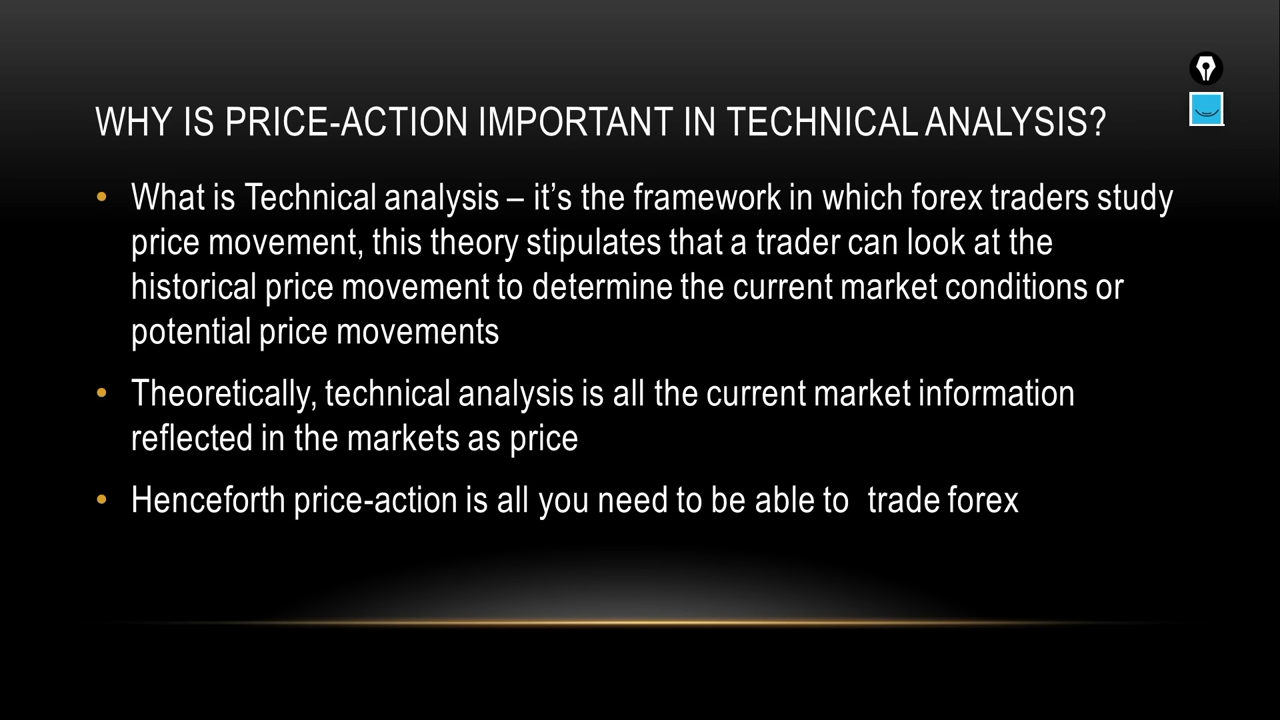 WHY IS PRICE-ACTION IMPORTANT IN TECHNICAL ANALYSIS?
• What is Technical analysis – it’s the framework in which forex traders study
price movement, this theory stipulates that a trader can look at the
historical price movement to determine the current market conditions or
potential price movements
• Theoretically, technical analysis is all the current market information
reflected in the markets as price
• Henceforth price-action is all you need to be able to  trade forex